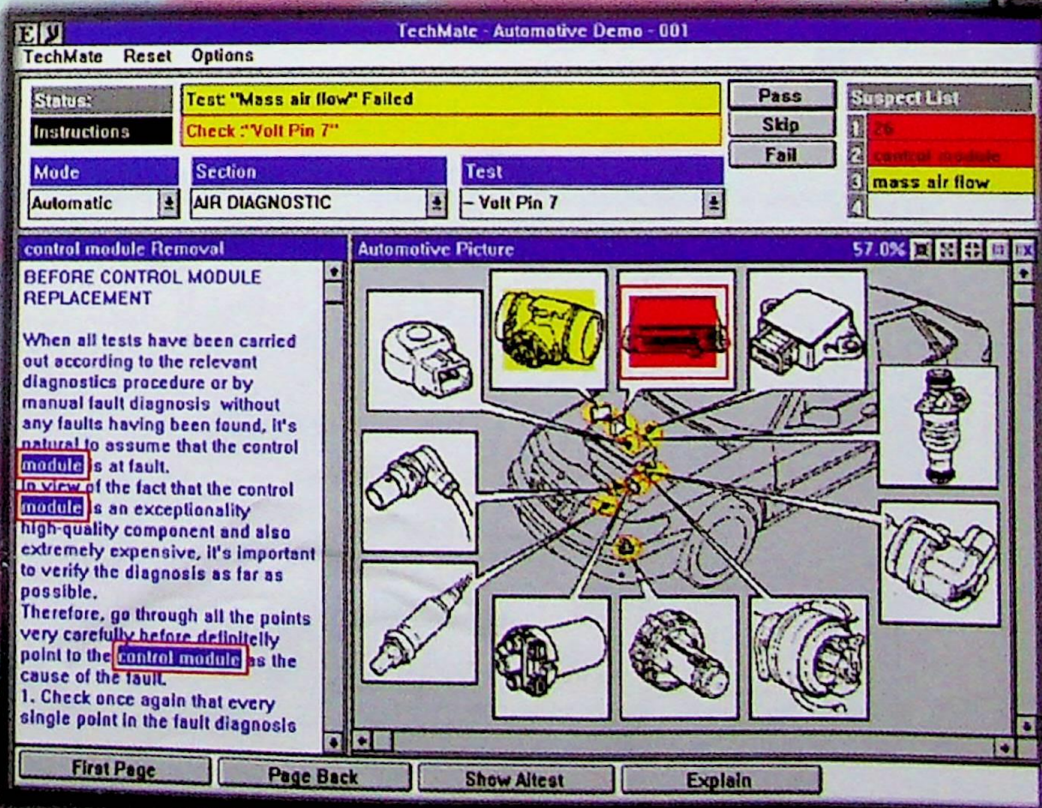 TechMate - Automotive Demo - 001
TechMate Reset Options
Status:
Test: "Mass air flow" Failed
Instructions
Check :"Volt Pin 7"
Pass
Skip
Fail
Suspect List
1 26
2 control module
3 mass air flow
4
Mode
Section
Test
Automatic
AIR DIAGNOSTIC
- Volt Pin 7
control module Removal
BEFORE CONTROL MODULE
REPLACEMENT
When all tests have been carried
out according to the relevant
diagnostics procedure or by
manual fault diagnosis without
any faults having been found, it's
natural to assume that the control
module is at fault.
In view of the fact that the control
module is an exceptionality
high-quality component and also
extremely expensive, it's important
to verify the diagnosis as far as
possible.
Therefore, go through all the points
very carefully before definitelly
point to the control module as the
cause of the fault.
1. Check once again that every
single point in the fault diagnosis
Automotive Picture
57.0%
First Page
Page Back
Show Altest
Explain